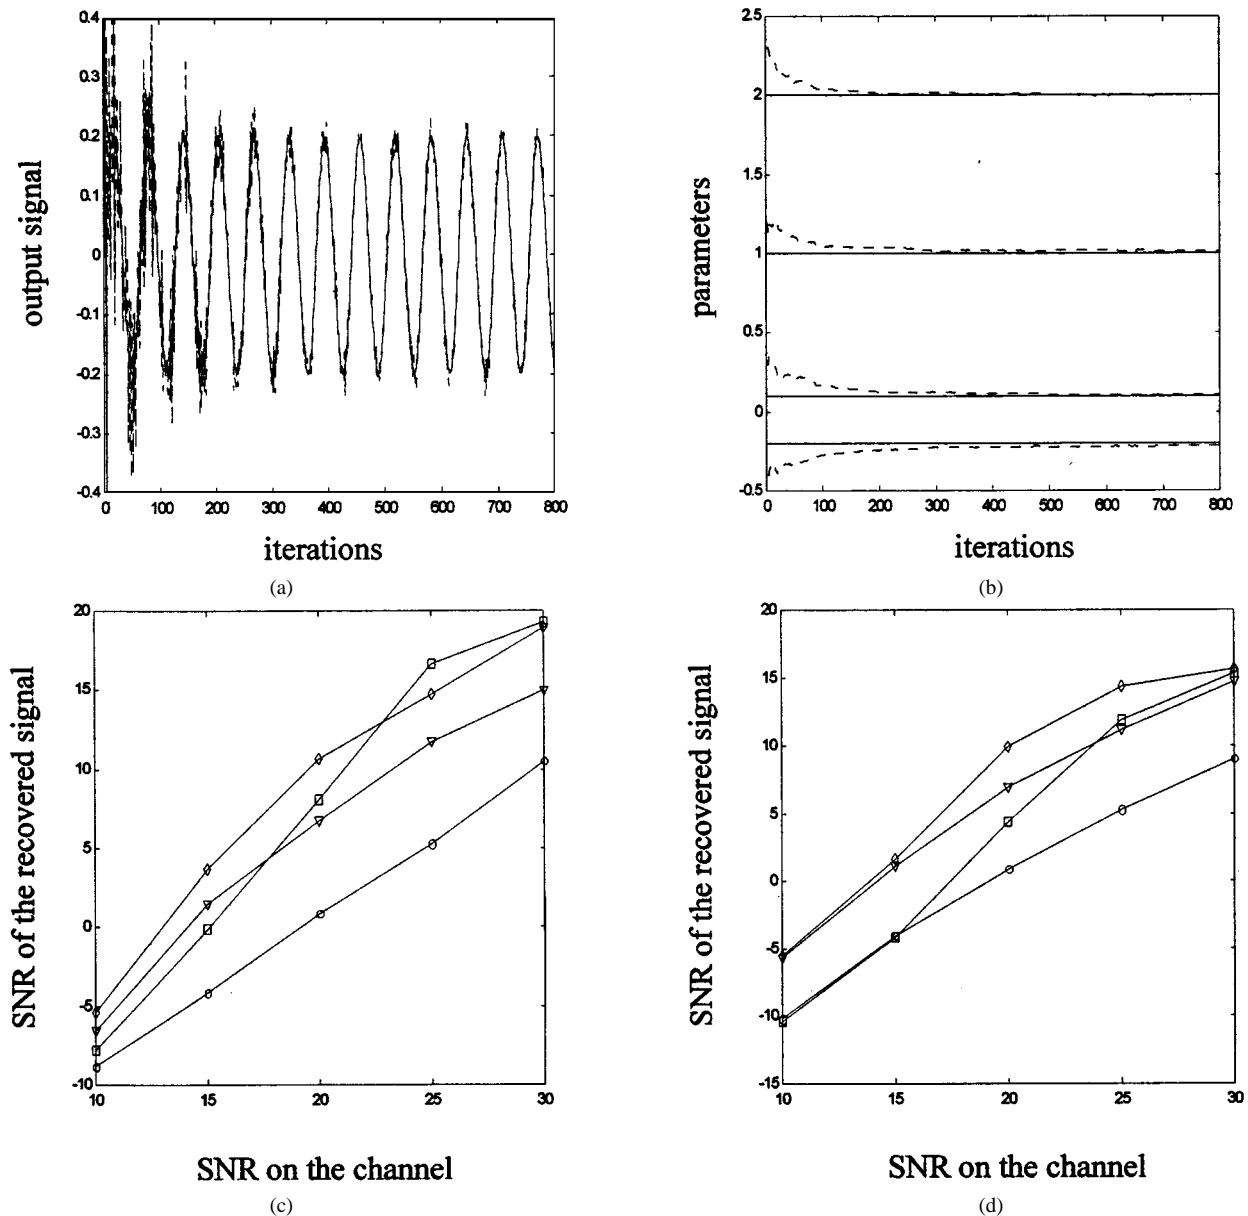 0.4
0.3
0.2
0.1
0
-0.1
-0.2
-0.3
-0.4
output signal
0 100 200 300 400 500 600 700 800
iterations
(a)
2.5
2
1.5
1
0.5
0
-0.5
parameters
0 100 200 300 400 500 600 700 800
iterations
(b)
20
15
10
5
0
-5
-10
SNR of the recovered signal
10 15 20 25 30
SNR on the channel
(c)
20
15
10
5
0
-5
-10
-15
SNR of the recovered signal
10 15 20 25 30
SNR on the channel
(d)